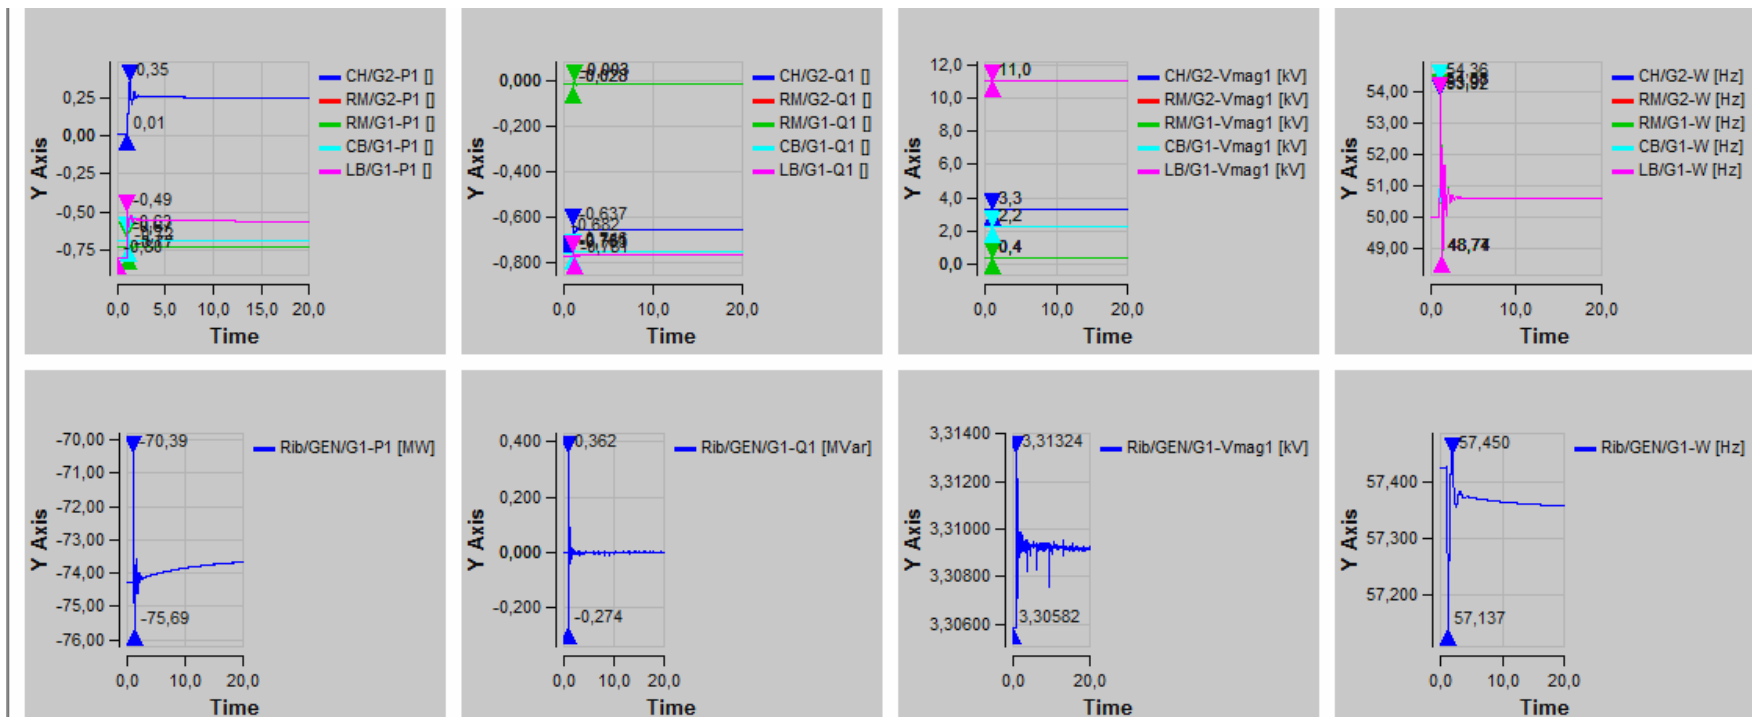 Y Axis
0,25
0,00
-0,25
-0,50
-0,75
0,35
0,01
-0,49
0,0 5,0 10,0 15,0 20,0
Time
CH/G2-P1 []
RM/G2-P1 []
RM/G1-P1 []
CB/G1-P1 []
LB/G1-P1 []
Y Axis
0,000
-0,200
-0,400
-0,600
-0,800
-0,003
-0,028
-0,637
0,682
-0,781
0,0 10,0 20,0
Time
CH/G2-Q1 []
RM/G2-Q1 []
RM/G1-Q1 []
CB/G1-Q1 []
LB/G1-Q1 []
Y Axis
12,0
10,0
8,0
6,0
4,0
2,0
0,0
11,0
3,3
2,2
0,4
0,0 10,0 20,0
Time
CH/G2-Vmag1 [kV]
RM/G2-Vmag1 [kV]
RM/G1-Vmag1 [kV]
CB/G1-Vmag1 [kV]
LB/G1-Vmag1 [kV]
Y Axis
54,00
53,00
52,00
51,00
50,00
49,00
54,36
0,0 10,0 20,0
Time
CH/G2-W [Hz]
RM/G2-W [Hz]
RM/G1-W [Hz]
CB/G1-W [Hz]
LB/G1-W [Hz]
Y Axis
-70,00
-71,00
-72,00
-73,00
-74,00
-75,00
-76,00
-70,39
-75,69
0,0 10,0 20,0
Time
Rib/GEN/G1-P1 [MW]
Y Axis
0,400
0,200
0,000
-0,200
0,362
-0,274
0,0 10,0 20,0
Time
Rib/GEN/G1-Q1 [MVar]
Y Axis
3,31400
3,31200
3,31000
3,30800
3,30600
3,31324
3,30582
0,0 20,0
Time
Rib/GEN/G1-Vmag1 [kV]
Y Axis
57,400
57,300
57,200
57,450
57,137
0,0 10,0 20,0
Time
Rib/GEN/G1-W [Hz]